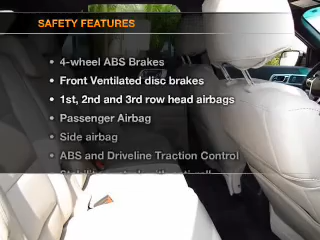 SAFETY FEATURES
• 4-wheel ABS Brakes
• Front Ventilated disc brakes
• 1st, 2nd and 3rd row head airbags
• Passenger Airbag
• Side airbag
• ABS and Driveline Traction Control